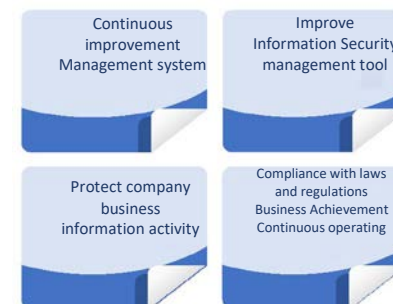 Continuous
improvement
Management system
Improve
Information Security
management tool
Protect company
business
information activity
Compliance with laws
and regulations
Business Achievement
Continuous operating